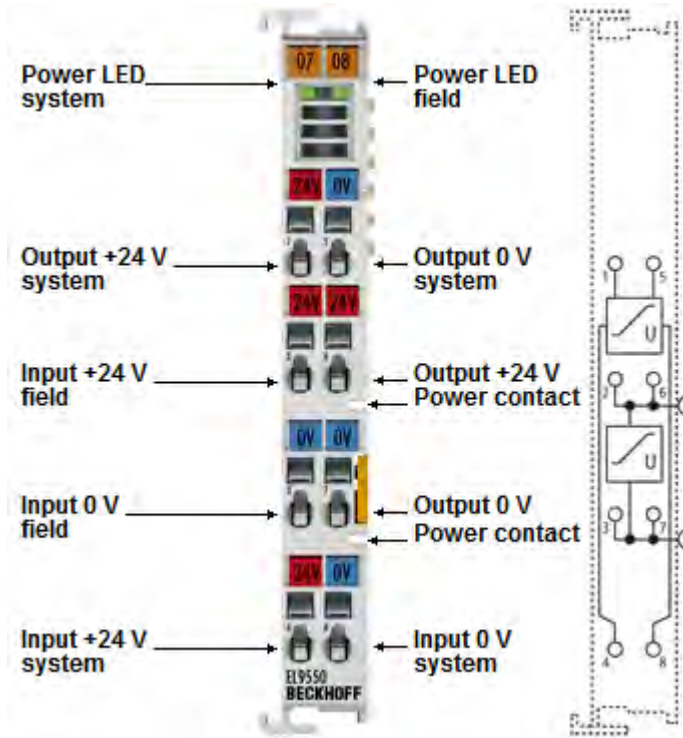 07 08
Power LED
system
Power LED
field
24V 0V
1 5
Output +24 V
system
Output 0 V
system
24V 24V
Input +24 V
field
Output +24 V
Power contact
0V 0V
Input 0 V
field
Output 0 V
Power contact
24V 0V
Input +24 V
system
Input 0 V
system
EL9550
BECKHOFF
1 5
U
2 6
U
3 7
4 8